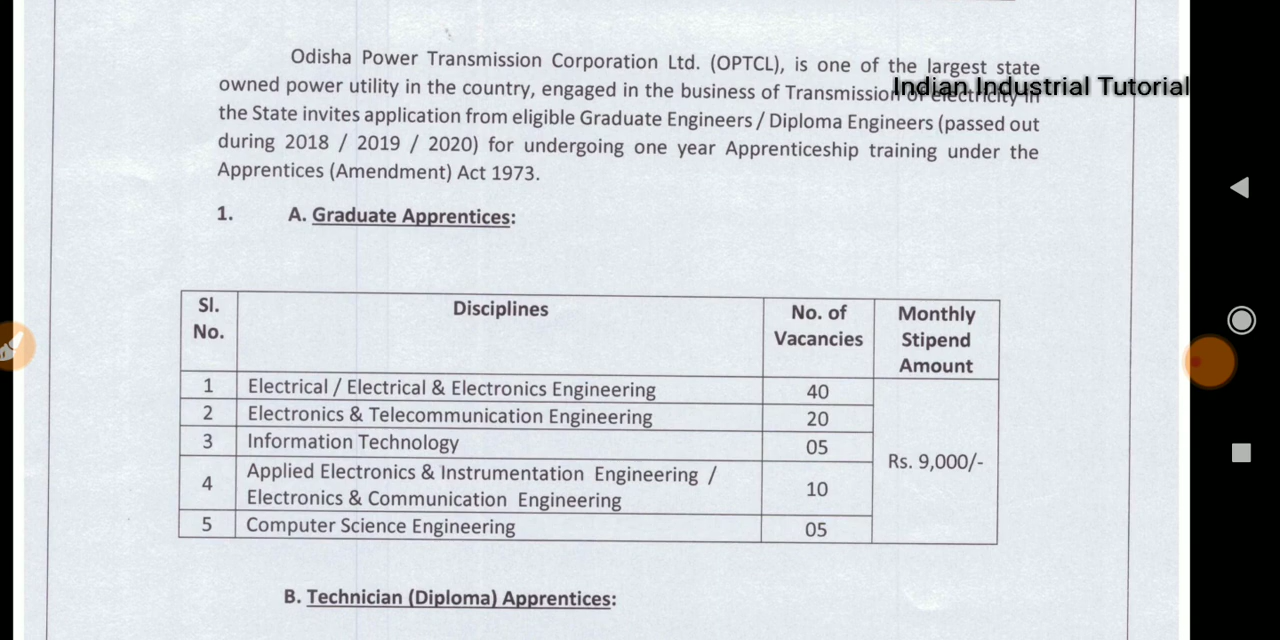 Odisha Power Transmission Corporation Ltd. (OPTCL), is one of the largest state
owned power utility in the country, engaged in the business of Transmission of electricity in
Indian Industrial Tutorial
the State invites application from eligible Graduate Engineers / Diploma Engineers (passed out
during 2018 / 2019 / 2020) for undergoing one year Apprenticeship training under the
Apprentices (Amendment) Act 1973.
1. A. Graduate Apprentices:
Sl. No. Disciplines No. of Vacancies Monthly Stipend Amount
1 Electrical / Electrical & Electronics Engineering 40
2 Electronics & Telecommunication Engineering 20
3 Information Technology 05
Rs. 9,000/-
4 Applied Electronics & Instrumentation Engineering /
Electronics & Communication Engineering 10
5 Computer Science Engineering 05
B. Technician (Diploma) Apprentices: